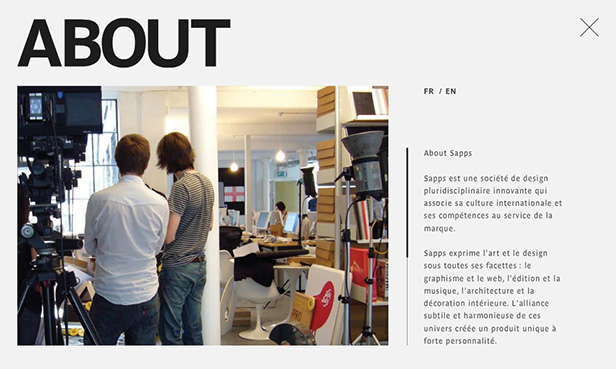 ABOUT
FR / EN
About Sapps
Sapps est une société de design
pluridisciplinaire innovante qui
associe sa culture internationale et
ses compétences au service de la
marque.
Sapps exprime l'art et le design
sous toutes ses facettes : le
graphisme et le web, l'édition et la
musique, l'architecture et la
décoration intérieure. L'alliance
subtile et harmonieuse de ces
univers créée un produit unique à
forte personnalité.